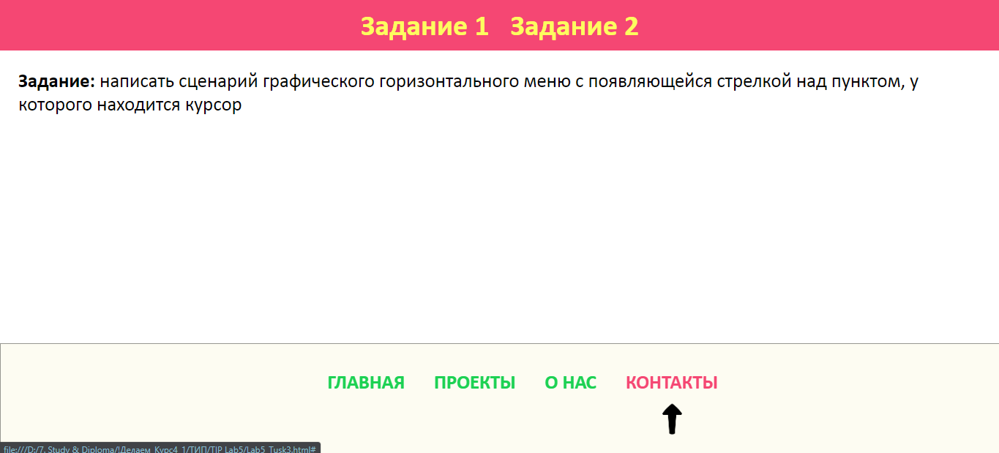 Задание 1 Задание 2
Задание: написать сценарий графического горизонтального меню с появляющейся стрелкой над пунктом, у
которого находится курсор
ГЛАВНАЯ ПРОЕКТЫ О НАС КОНТАКТЫ
file:///D:/7. Study & Diploma/!Делаем_Курс4_1/ТИП/TIP Lab5/Lab5_Tusk3.html#